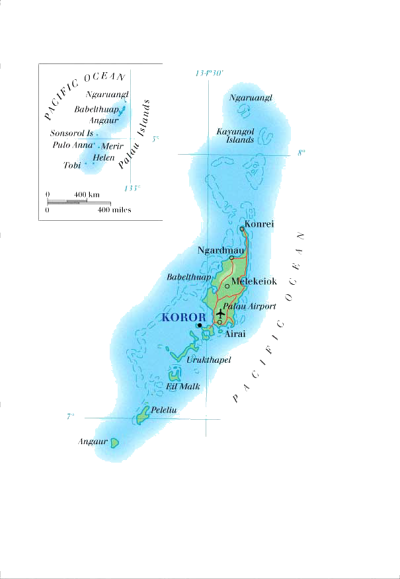 PACIFIC OCEAN
Ngaruangl
Babelthuap
Angaur
Palau Islands
Sonsorol Is
Pulo Anna
Merir
Helen
Tobi
5°
135°
0 400 km
0 400 miles
134°30'
Ngaruangl
Kayangol
Islands
8°
Konrei
Ngardmau
Babelthuap
Melekeiok
Palau Airport
KOROR
Airai
Urukthapel
Eil Malk
PACIFIC OCEAN
7°
Peleliu
Angaur